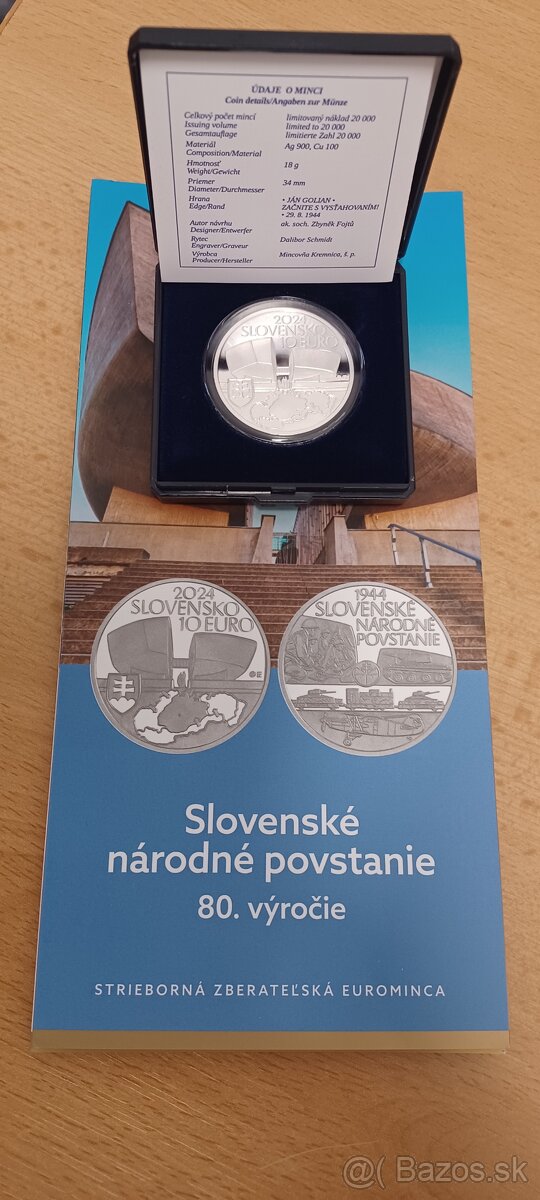 ÚDAJE O MINCI
Coin details/Angaben zur Münze
Celkový počet mincí limitovaný náklad 20 000
Issuing volume limited to 20 000
Gesamtauflage limitierte Zahl 20 000
Materiál Ag 900, Cu 100
Composition/Material
Hmotnosť 18 g
Weight/Gewicht
Priemer 34 mm
Diameter/Durchmesser
Hrana • JÁN GOLIAN •
Edge/Rand ZAČNITE S VYSŤAHOVANÍM!
• 29. 8. 1944
Autor návrhu ak. soch. Zbyněk Fojtů
Designer/Entwerfer
Rytec Dalibor Schmidt
Engraver/Graveur
Výrobca Mincovňa Kremnica, š. p.
Producer/Hersteller
2024
SLOVENSKO
10 EURO
2024
SLOVENSKO
10 EURO
1944
SLOVENSKÉ
NÁRODNÉ
POVSTANIE
Slovenské
národné povstanie
80. výročie
STRIEBORNÁ ZBERATEĽSKÁ EUROMINCA
@ Bazos.sk